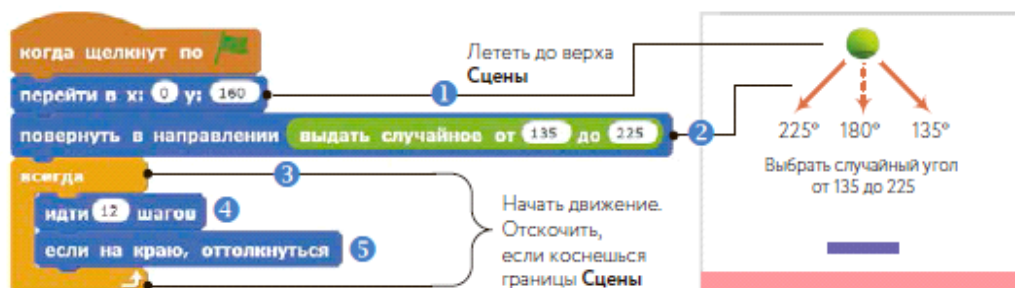 когда щелкнут по
перейти в x: 0 y: 160
повернуть в направлении выдать случайное от 135 до 225
всегда
идти 12 шагов
если на краю, оттолкнуться
1
2
3
4
5
Лететь до верха
Сцены
Начать движение.
Отскочить,
если коснешься
границы Сцены
225° 180° 135°
Выбрать случайный угол
от 135 до 225